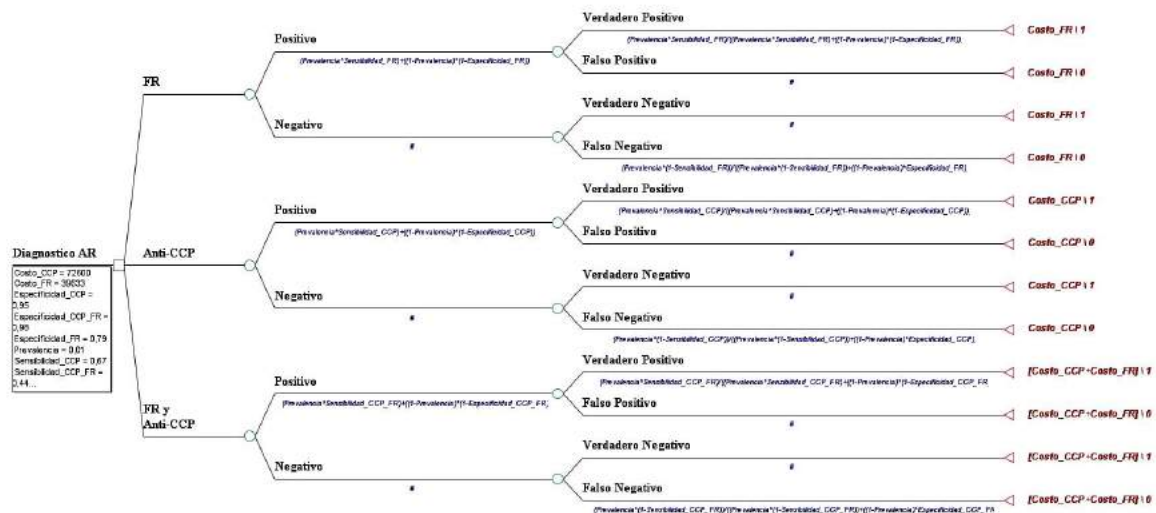 Verdadero Positivo
Costo_FR \ 1
Positivo
(Prevalencia*Sensibilidad_FR)/((Prevalencia*Sensibilidad_FR)+((1-Prevalencia)*(1-Especificidad_FR))
(Prevalencia*Sensibilidad_FR)+((1-Prevalencia)*(1-Especificidad_FR))
Falso Positivo
Costo_FR \ 0
#
FR
Verdadero Negativo
Costo_FR \ 1
Negativo
#
#
Falso Negativo
Costo_FR \ 0
(Prevalencia*(1-Sensibilidad_FR))/((Prevalencia*(1-Sensibilidad_FR))+((1-Prevalencia)*Especificidad_FR)
Verdadero Positivo
Costo_CCP \ 1
Positivo
(Prevalencia*Sensibilidad_CCP)/((Prevalencia*Sensibilidad_CCP)+((1-Prevalencia)*(1-Especificidad_CCP))
(Prevalencia*Sensibilidad_CCP)+((1-Prevalencia)*(1-Especificidad_CCP))
Falso Positivo
Costo_CCP \ 0
#
Diagnostico AR
Anti-CCP
Costo_CCP = 72600
Costo_FR = 39633
Especificidad_CCP =
0,95
Especificidad_CCP_FR =
0,98
Especificidad_FR = 0,79
Prevalencia = 0,01
Sensibilidad_CCP = 0,67
Sensibilidad_CCP_FR =
0,44...
Verdadero Negativo
Costo_CCP \ 1
Negativo
#
#
Falso Negativo
Costo_CCP \ 0
(Prevalencia*(1-Sensibilidad_CCP))/((Prevalencia*(1-Sensibilidad_CCP))+((1-Prevalencia)*Especificidad_CCP)
Verdadero Positivo
[Costo_CCP+Costo_FR] \ 1
Positivo
(Prevalencia*Sensibilidad_CCP_FR)/((Prevalencia*Sensibilidad_CCP_FR)+((1-Prevalencia)*(1-Especificidad_CCP_FR
(Prevalencia*Sensibilidad_CCP_FR)+((1-Prevalencia)*(1-Especificidad_CCP_FR)
Falso Positivo
[Costo_CCP+Costo_FR] \ 0
#
FR y
Anti-CCP
Verdadero Negativo
[Costo_CCP+Costo_FR] \ 1
Negativo
#
#
Falso Negativo
[Costo_CCP+Costo_FR] \ 0
(Prevalencia*(1-Sensibilidad_CCP_FR))/((Prevalencia*(1-Sensibilidad_CCP_FR))+((1-Prevalencia)*Especificidad_CCP_FR